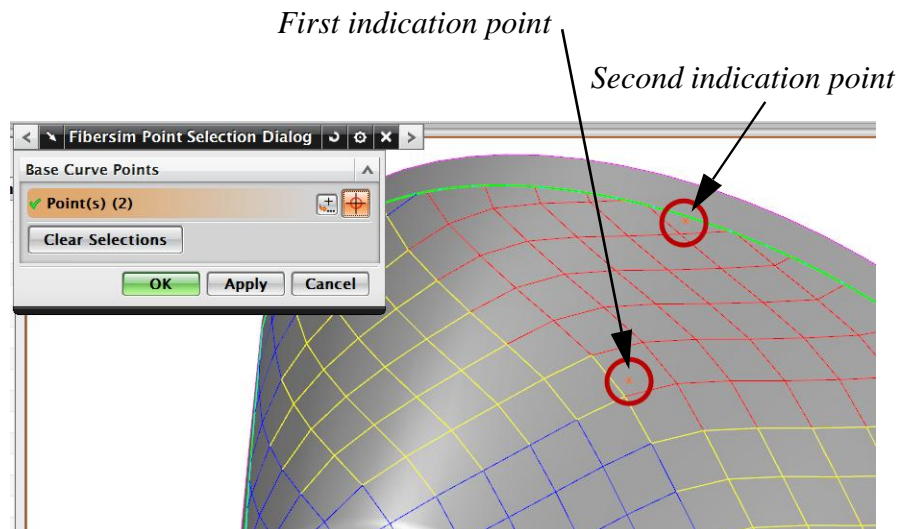 First indication point
Second indication point
Fibersim Point Selection Dialog
Base Curve Points
Point(s) (2)
Clear Selections
OK Apply Cancel